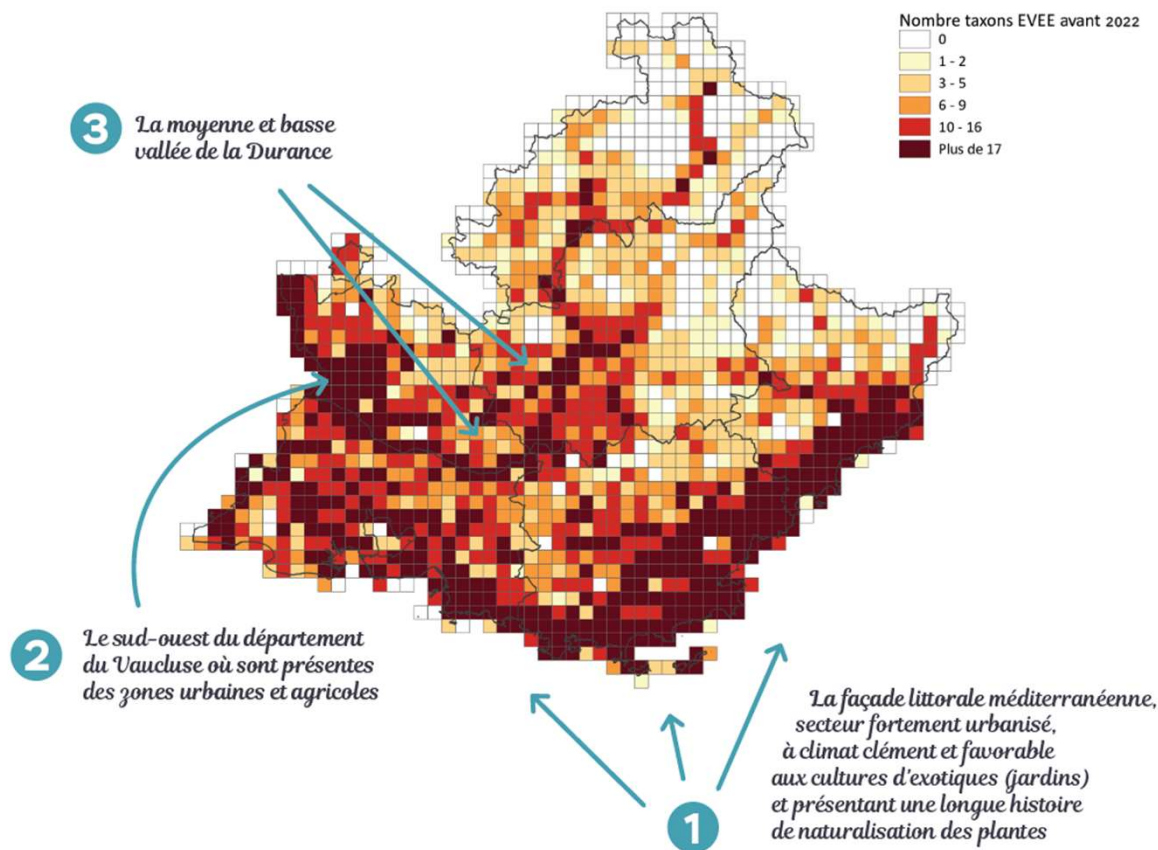 Nombre taxons EVEE avant 2022
0
1 - 2
3 - 5
6 - 9
10 - 16
Plus de 17
3
La moyenne et basse
vallée de la Durance
2
Le sud-ouest du département
du Vaucluse où sont présentes
des zones urbaines et agricoles
La façade littorale méditerranéenne,
secteur fortement urbanisé,
à climat clément et favorable
aux cultures d'exotiques (jardins)
et présentant une longue histoire
de naturalisation des plantes
1